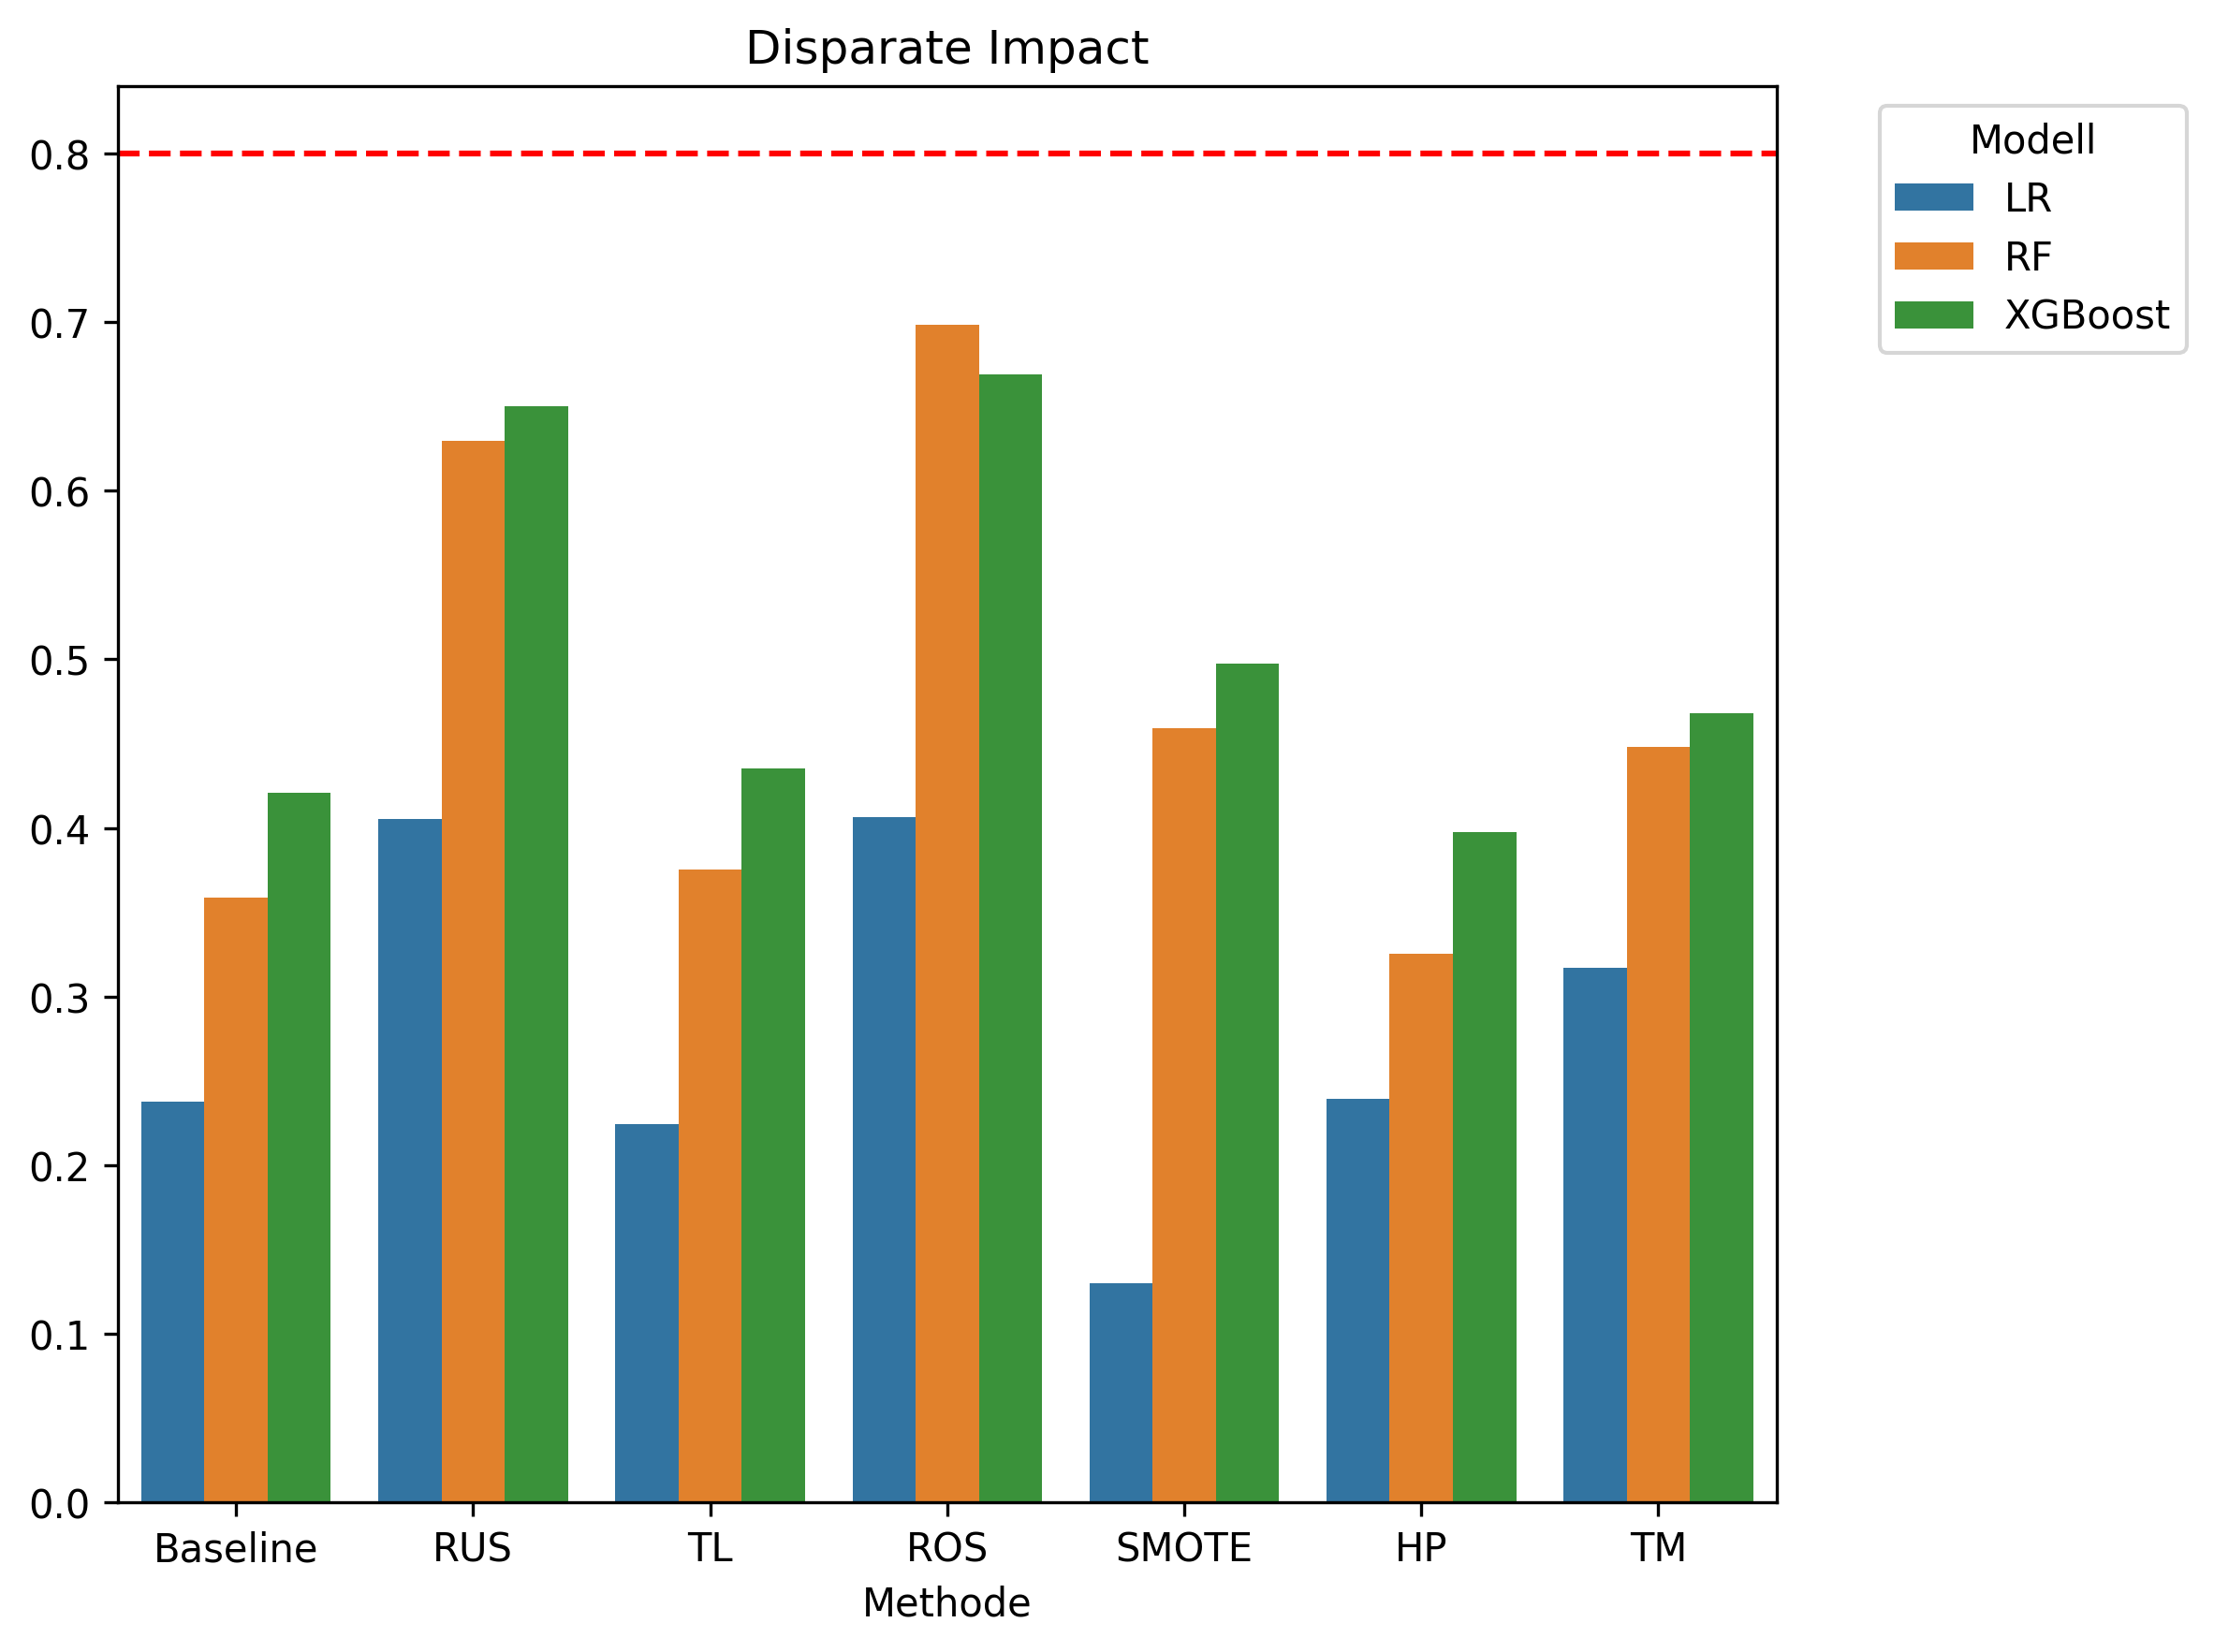 Disparate Impact
0.8
0.7
0.6
0.5
0.4
0.3
0.2
0.1
0.0
Baseline RUS TL ROS SMOTE HP TM
Methode
Modell
LR
RF
XGBoost